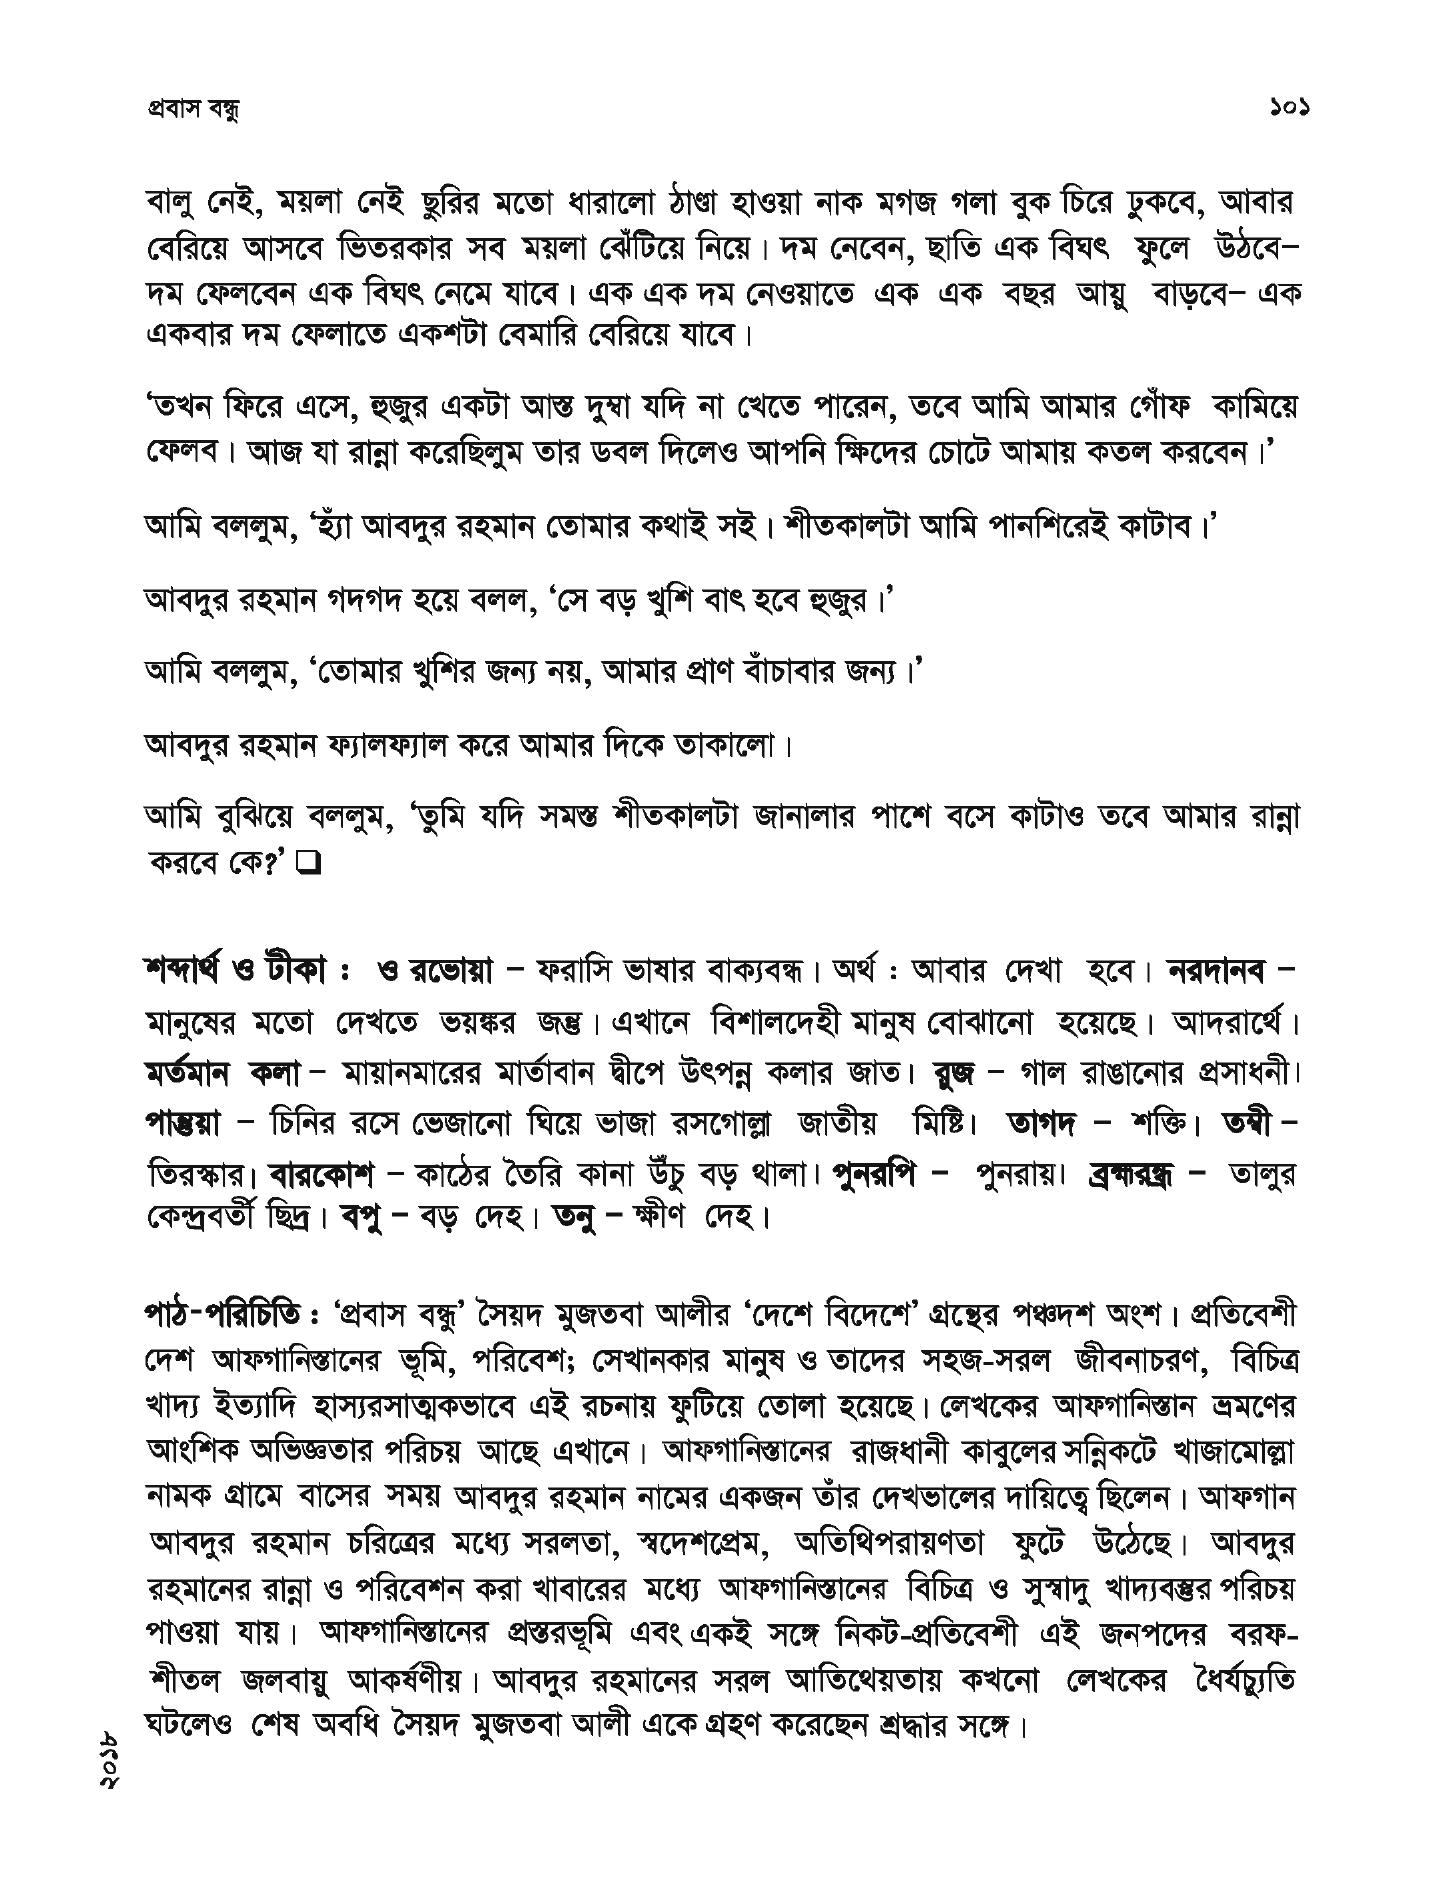 প্রবাস বন্ধু
১০১
বালু নেই, ময়লা নেই ছুরির মতো ধারালো ঠাণ্ডা হাওয়া নাক মগজ গলা বুক চিরে ঢুকবে, আবার
বেরিয়ে আসবে ভিতরকার সব ময়লা ঝেঁটিয়ে নিয়ে। দম নেবেন, ছাতি এক বিঘৎ ফুলে উঠবে–
দম ফেলবেন এক বিঘৎ নেমে যাবে। এক এক দম নেওয়াতে এক এক বছর আয়ু বাড়বে– এক
একবার দম ফেলাতে একশটা বেমারি বেরিয়ে যাবে।
‘তখন ফিরে এসে, হুজুর একটা আস্ত দুম্বা যদি না খেতে পারেন, তবে আমি আমার গোঁফ কামিয়ে
ফেলব। আজ যা রান্না করেছিলুম তার ডবল দিলেও আপনি ক্ষিদের চোটে আমায় কতল করবেন।’
আমি বললুম, ‘হ্যাঁ আবদুর রহমান তোমার কথাই সই। শীতকালটা আমি পানশিরেই কাটাব।’
আবদুর রহমান গদগদ হয়ে বলল, ‘সে বড় খুশি বাৎ হবে হুজুর।’
আমি বললুম, ‘তোমার খুশির জন্য নয়, আমার প্রাণ বাঁচাবার জন্য।’
আবদুর রহমান ফ্যালফ্যাল করে আমার দিকে তাকালো।
আমি বুঝিয়ে বললুম, ‘তুমি যদি সমস্ত শীতকালটা জানালার পাশে বসে কাটাও তবে আমার রান্না
করবে কে?’ ❑
শব্দার্থ ও টীকা : ও রভোয়া – ফরাসি ভাষার বাক্যবন্ধ। অর্থ : আবার দেখা হবে। নরদানব –
মানুষের মতো দেখতে ভয়ঙ্কর জন্তু। এখানে বিশালদেহী মানুষ বোঝানো হয়েছে। আদরার্থে।
মর্তমান কলা – মায়ানমারের মার্তাবান দ্বীপে উৎপন্ন কলার জাত। রুজ – গাল রাঙানোর প্রসাধনী।
পান্তুয়া – চিনির রসে ভেজানো ঘিয়ে ভাজা রসগোল্লা জাতীয় মিষ্টি। তাগদ – শক্তি। তম্বী –
তিরস্কার। বারকোশ – কাঠের তৈরি কানা উঁচু বড় থালা। পুনরপি – পুনরায়। ব্রহ্মরন্ধ্র – তালুর
কেন্দ্রবর্তী ছিদ্র। বপু – বড় দেহ। তনু – ক্ষীণ দেহ।
পাঠ-পরিচিতি : ‘প্রবাস বন্ধু’ সৈয়দ মুজতবা আলীর ‘দেশে বিদেশে’ গ্রন্থের পঞ্চদশ অংশ। প্রতিবেশী
দেশ আফগানিস্তানের ভূমি, পরিবেশ; সেখানকার মানুষ ও তাদের সহজ-সরল জীবনাচরণ, বিচিত্র
খাদ্য ইত্যাদি হাস্যরসাত্মকভাবে এই রচনায় ফুটিয়ে তোলা হয়েছে। লেখকের আফগানিস্তান ভ্রমণের
আংশিক অভিজ্ঞতার পরিচয় আছে এখানে। আফগানিস্তানের রাজধানী কাবুলের সন্নিকটে খাজামোল্লা
নামক গ্রামে বাসের সময় আবদুর রহমান নামের একজন তাঁর দেখভালের দায়িত্বে ছিলেন। আফগান
আবদুর রহমান চরিত্রের মধ্যে সরলতা, স্বদেশপ্রেম, অতিথিপরায়ণতা ফুটে উঠেছে। আবদুর
রহমানের রান্না ও পরিবেশন করা খাবারের মধ্যে আফগানিস্তানের বিচিত্র ও সুস্বাদু খাদ্যবস্তুর পরিচয়
পাওয়া যায়। আফগানিস্তানের প্রস্তরভূমি এবং একই সঙ্গে নিকট-প্রতিবেশী এই জনপদের বরফ-
শীতল জলবায়ু আকর্ষণীয়। আবদুর রহমানের সরল আতিথেয়তায় কখনো লেখকের ধৈর্যচ্যুতি
ঘটলেও শেষ অবধি সৈয়দ মুজতবা আলী একে গ্রহণ করেছেন শ্রদ্ধার সঙ্গে।
২০১৮